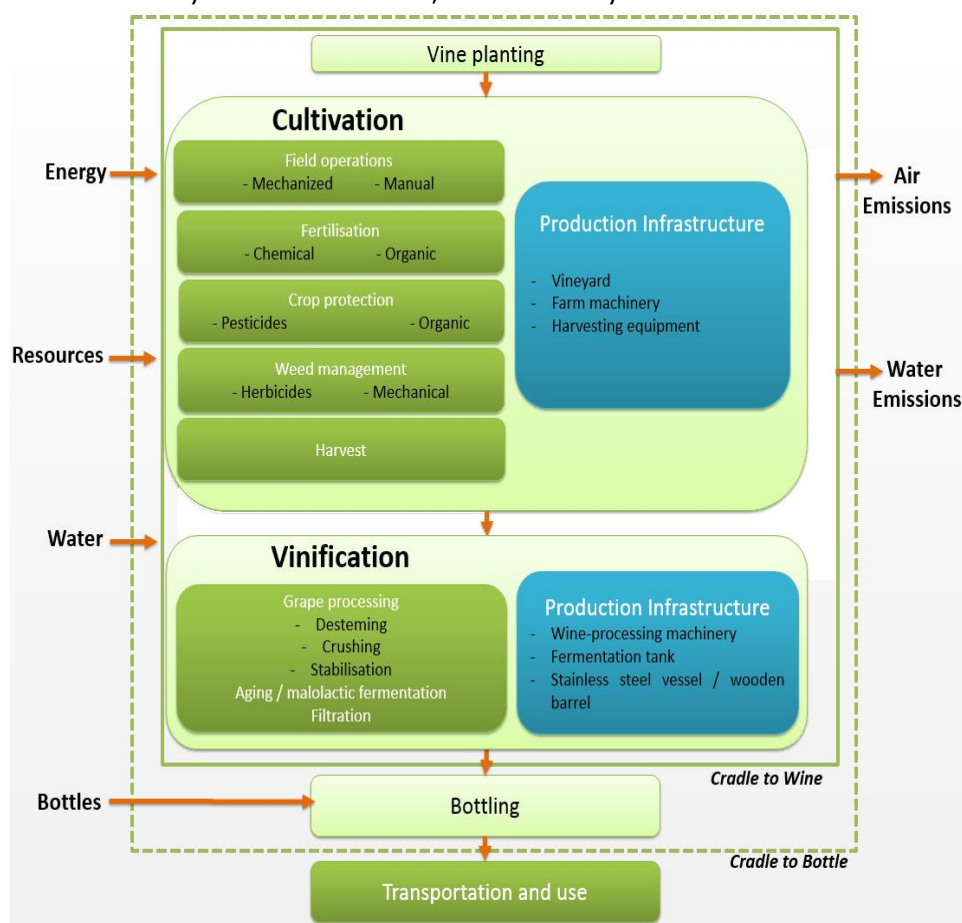 Vine planting
Cultivation
Field operations
- Mechanized - Manual
Fertilisation
- Chemical - Organic
Crop protection
- Pesticides - Organic
Weed management
- Herbicides - Mechanical
Harvest
Production Infrastructure
- Vineyard
- Farm machinery
- Harvesting equipment
Energy
Resources
Water
Bottles
Air
Emissions
Water
Emissions
Vinification
Grape processing
- Desteming
- Crushing
- Stabilisation
Aging / malolactic fermentation
Filtration
Production Infrastructure
- Wine-processing machinery
- Fermentation tank
- Stainless steel vessel / wooden
barrel
Cradle to Wine
Bottling
Cradle to Bottle
Transportation and use